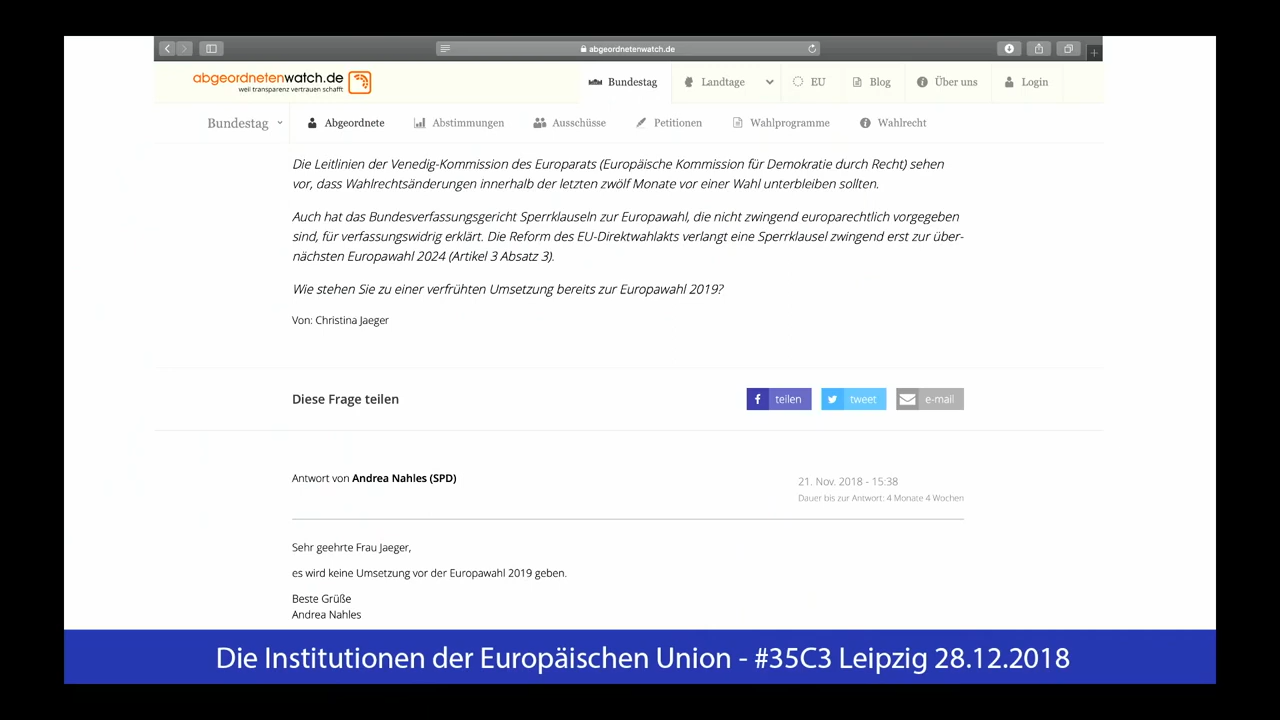 abgeordnetenwatch.de
abgeordnetenwatch.de
weil transparenz vertrauen schafft
Bundestag
Landtage
EU
Blog
Über uns
Login
Bundestag
Abgeordnete
Abstimmungen
Ausschüsse
Petitionen
Wahlprogramme
Wahlrecht
Die Leitlinien der Venedig-Kommission des Europarats (Europäische Kommission für Demokratie durch Recht) sehen
vor, dass Wahlrechtsänderungen innerhalb der letzten zwölf Monate vor einer Wahl unterbleiben sollten.
Auch hat das Bundesverfassungsgericht Sperrklauseln zur Europawahl, die nicht zwingend europarechtlich vorgegeben
sind, für verfassungswidrig erklärt. Die Reform des EU-Direktwahlakts verlangt eine Sperrklausel zwingend erst zur über-
nächsten Europawahl 2024 (Artikel 3 Absatz 3).
Wie stehen Sie zu einer verfrühten Umsetzung bereits zur Europawahl 2019?
Von: Christina Jaeger
Diese Frage teilen
teilen
tweet
e-mail
Antwort von Andrea Nahles (SPD)
21. Nov. 2018 - 15:38
Dauer bis zur Antwort: 4 Monate 4 Wochen
Sehr geehrte Frau Jaeger,
es wird keine Umsetzung vor der Europawahl 2019 geben.
Beste Grüße
Andrea Nahles
Die Institutionen der Europäischen Union - #35C3 Leipzig 28.12.2018